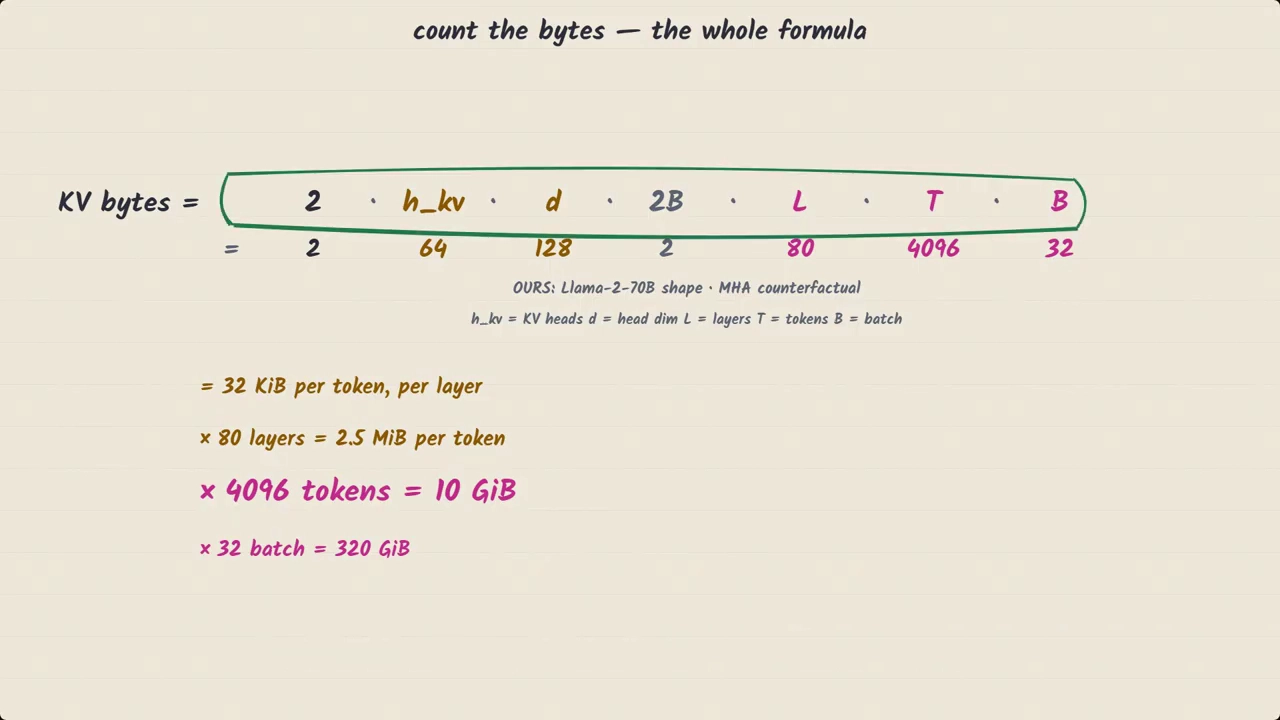 count the bytes — the whole formula
KV bytes = 2 · h_kv · d · 2B · L · T · B
= 2 64 128 2 80 4096 32
OURS: Llama-2-70B shape · MHA counterfactual
h_kv = KV heads d = head dim L = layers T = tokens B = batch
= 32 KiB per token, per layer
× 80 layers = 2.5 MiB per token
× 4096 tokens = 10 GiB
× 32 batch = 320 GiB